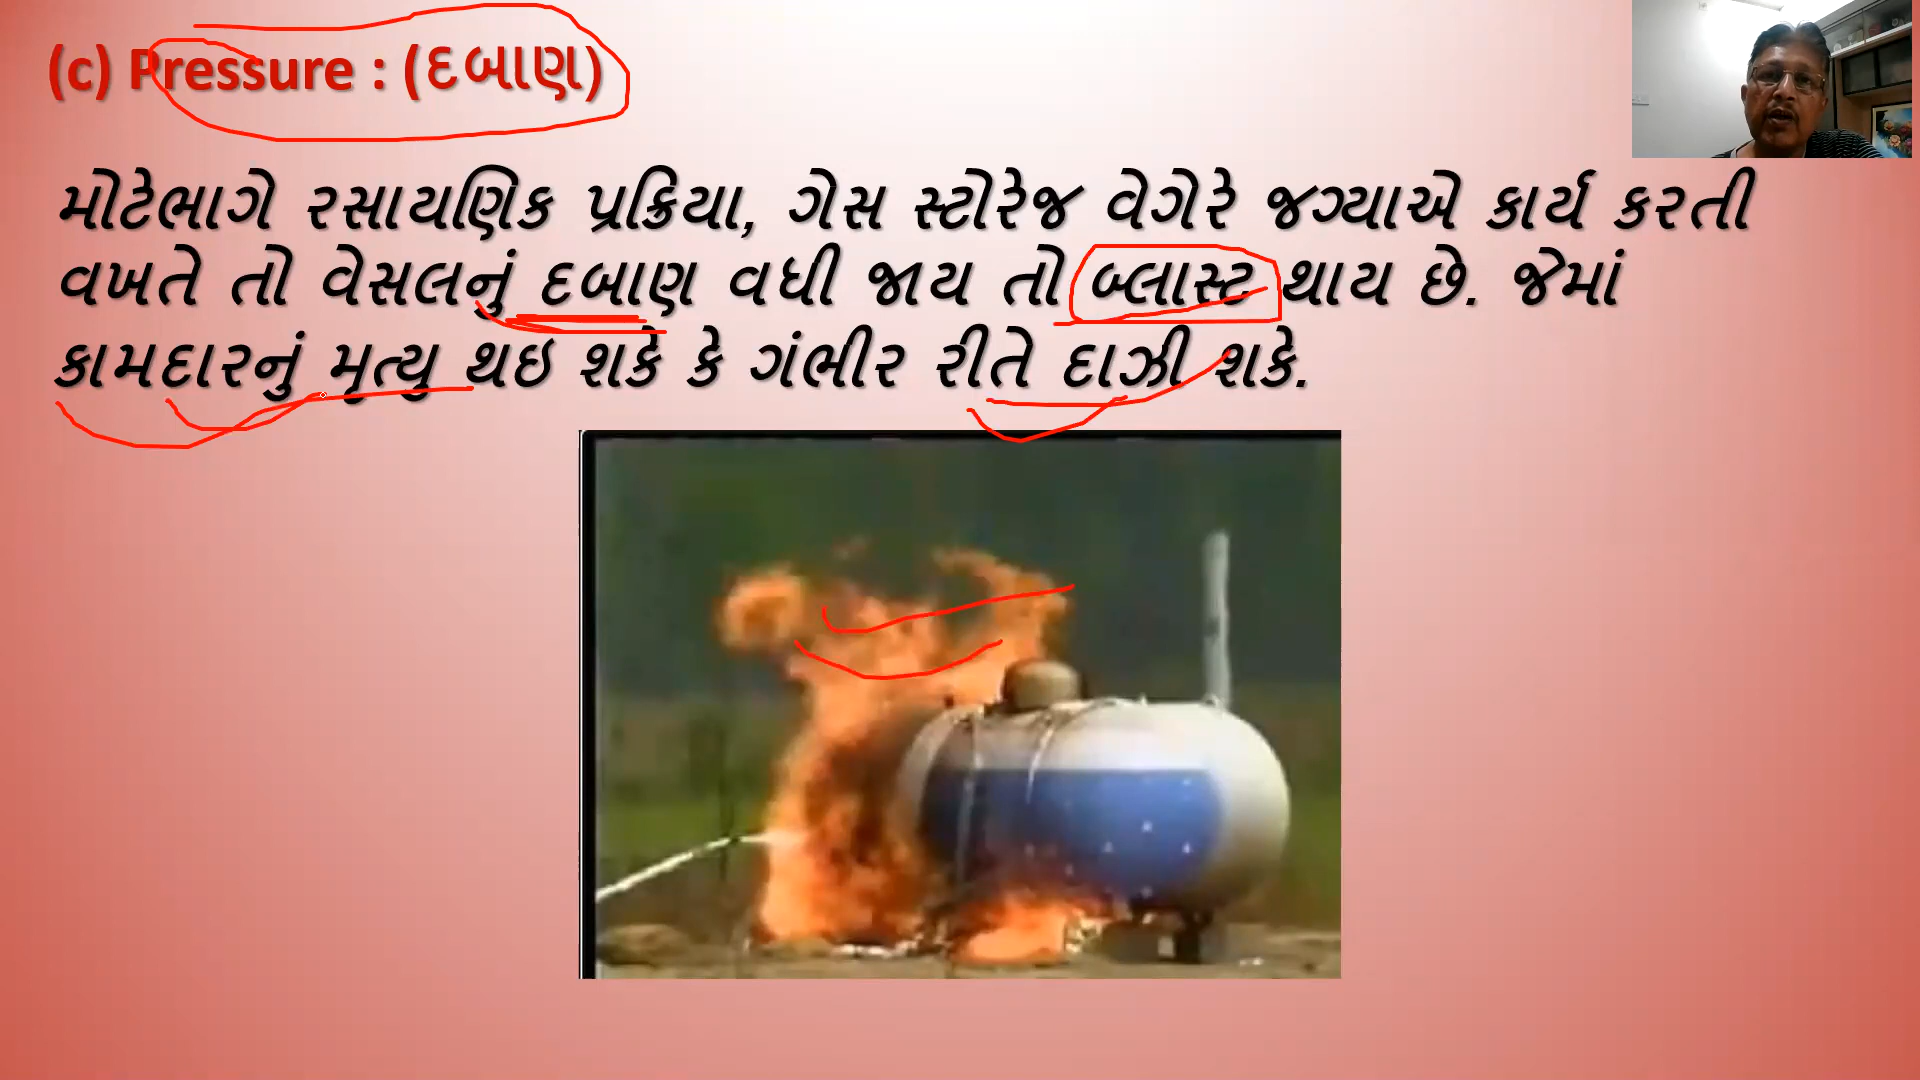 (c) Pressure : (દબાણ)
મોટેભાગે રસાયણિક પ્રક્રિયા, ગેસ સ્ટોરેજ વેગેરે જગ્યાએ કાર્ય કરતી
વખતે તો વેસલનું દબાણ વધી જાય તો બ્લાસ્ટ થાય છે. જેમાં
કામદારનું મૃત્યુ થઇ શકે કે ગંભીર રીતે દાઝી શકે.